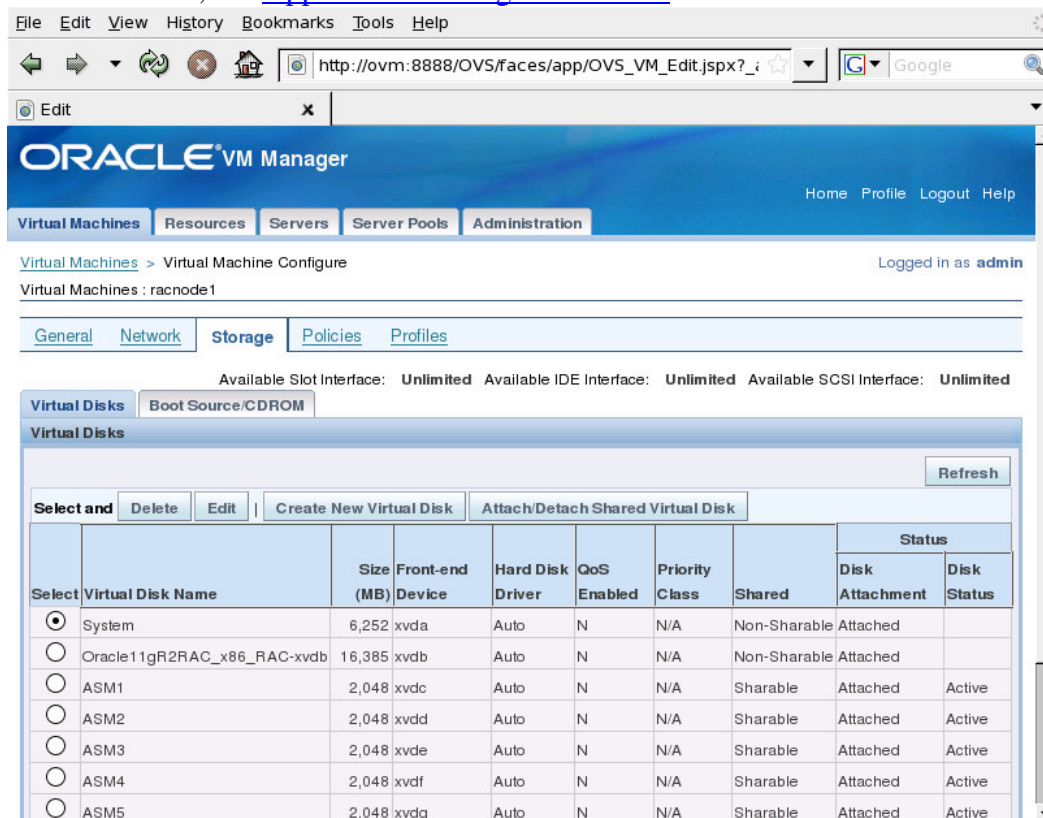 File Edit View History Bookmarks Tools Help
http://ovm:8888/OVS/faces/app/OVS_VM_Edit.jspx?_a
G Google
Edit x
ORACLE VM Manager
Home Profile Logout Help
Virtual Machines Resources Servers Server Pools Administration
Virtual Machines > Virtual Machine Configure
Logged in as admin
Virtual Machines : racnode1
General Network Storage Policies Profiles
Available Slot Interface: Unlimited Available IDE Interface: Unlimited Available SCSI Interface: Unlimited
Virtual Disks Boot Source/CDROM
Virtual Disks
Refresh
Select and Delete Edit | Create New Virtual Disk Attach/Detach Shared Virtual Disk
Status
Select Virtual Disk Name Size (MB) Front-end Device Hard Disk Driver QoS Enabled Priority Class Shared Disk Attachment Disk Status
System 6,252 xvda Auto N N/A Non-Sharable Attached
Oracle11gR2RAC_x86_RAC-xvdb 16,385 xvdb Auto N N/A Non-Sharable Attached
ASM1 2,048 xvdc Auto N N/A Sharable Attached Active
ASM2 2,048 xvdd Auto N N/A Sharable Attached Active
ASM3 2,048 xvde Auto N N/A Sharable Attached Active
ASM4 2,048 xvdf Auto N N/A Sharable Attached Active
ASM5 2,048 xvdg Auto N N/A Sharable Attached Active